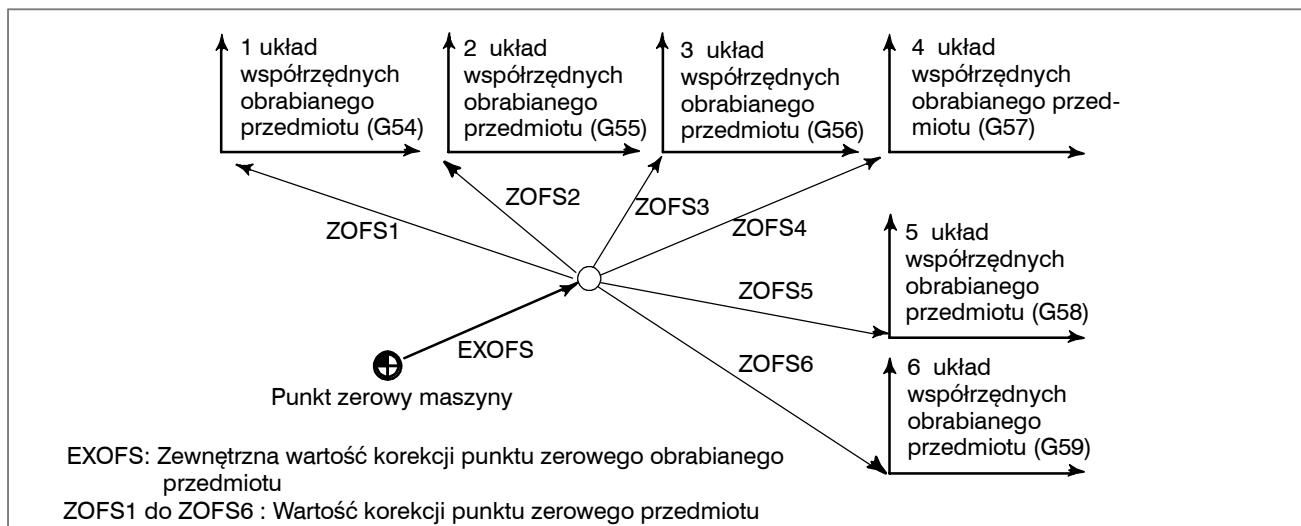 1 układ
współrzędnych
obrabianego
przedmiotu (G54)
2 układ
współrzędnych
obrabianego
przedmiotu (G55)
3 układ
współrzędnych
obrabianego
przedmiotu (G56)
4 układ
współrzędnych
obrabianego przed-
miotu (G57)
ZOFS1
ZOFS2
ZOFS3
ZOFS4
5 układ
współrzędnych
obrabianego
przedmiotu (G58)
ZOFS5
EXOFS
ZOFS6
6 układ
współrzędnych
obrabianego
przedmiotu (G59)
Punkt zerowy maszyny
EXOFS: Zewnętrzna wartość korekcji punktu zerowego obrabianego
przedmiotu
ZOFS1 do ZOFS6 : Wartość korekcji punktu zerowego przedmiotu